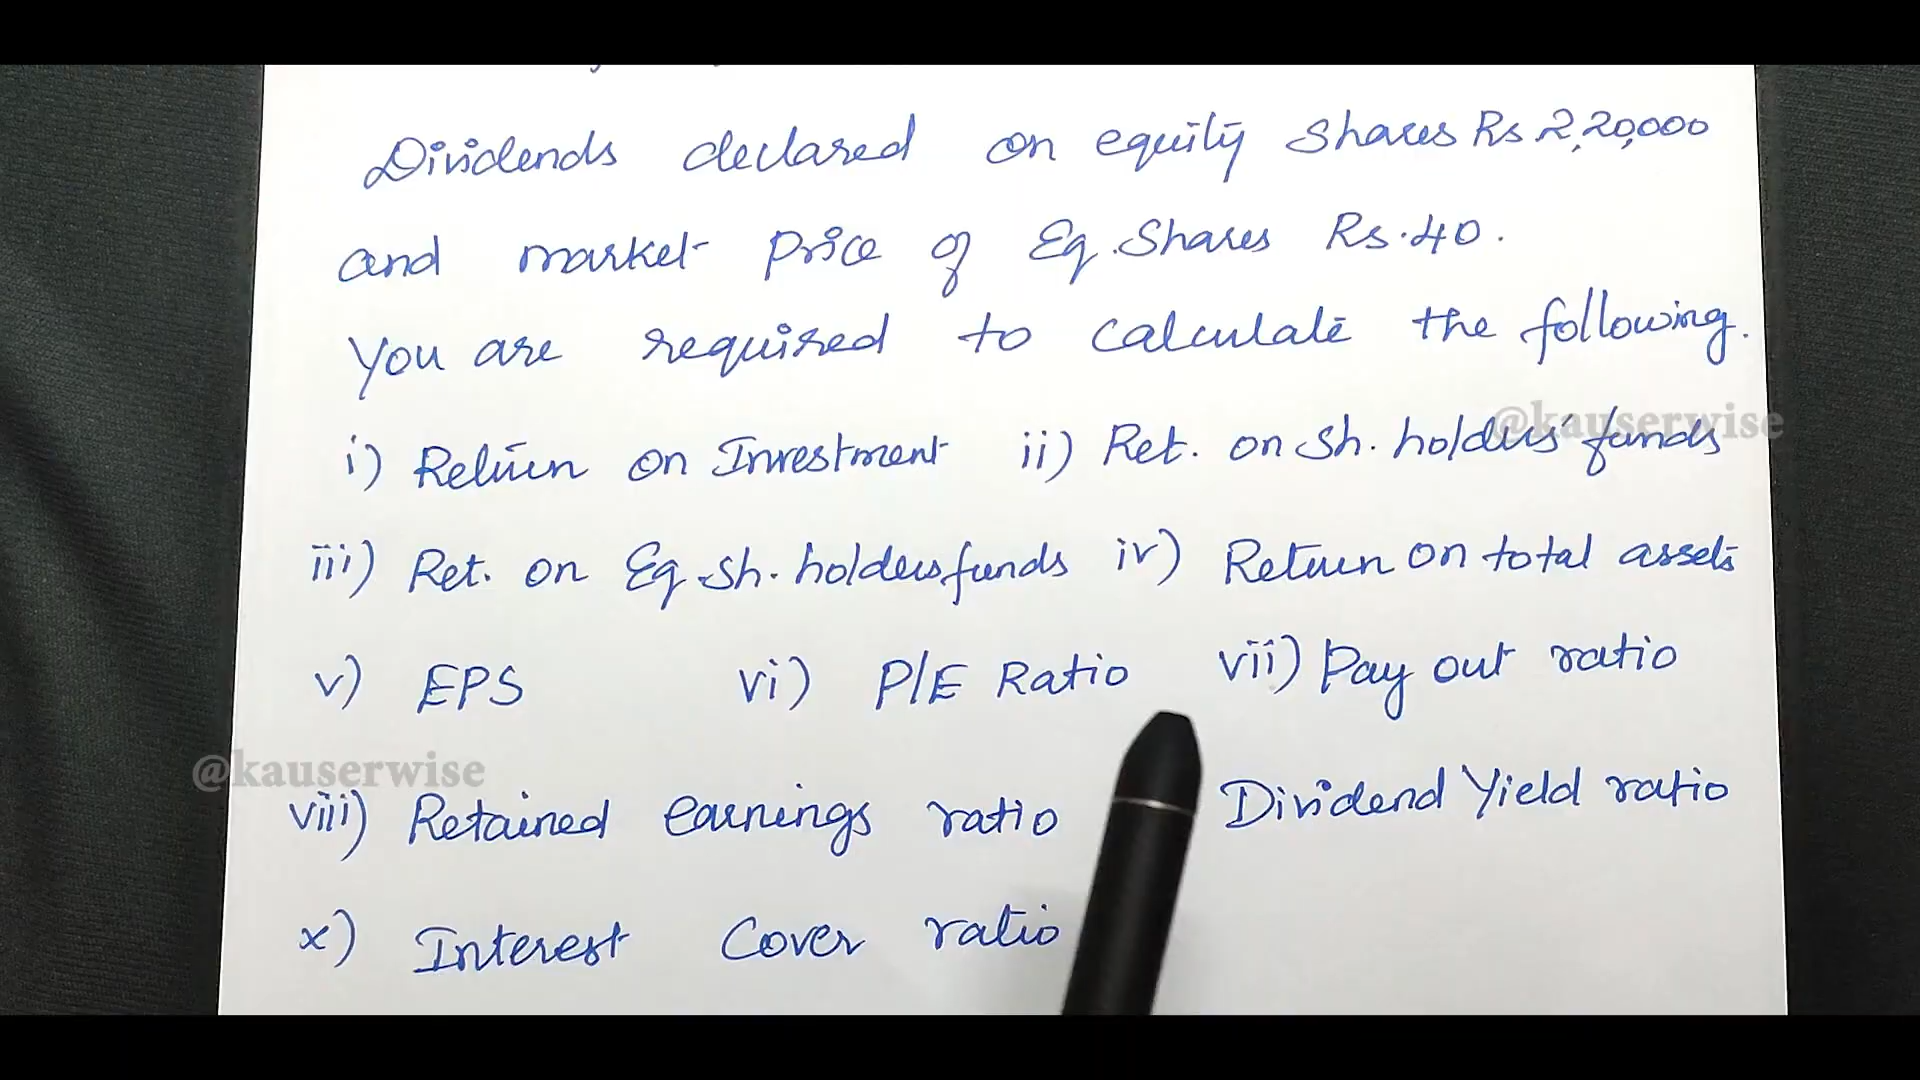 Dividends declared on equity Shares Rs 2,20,000
and market price of Eq. Shares Rs. 40.
You are required to calculate the following.
i) Return on Investment ii) Ret. on Sh. holders' funds
@kauserwise
iii) Ret. on Eq. sh. holders funds iv) Return on total assets
v) EPS vi) P/E Ratio vii) Pay out ratio
@kauserwise
viii) Retained earnings ratio Dividend Yield ratio
x) Interest Cover ratio